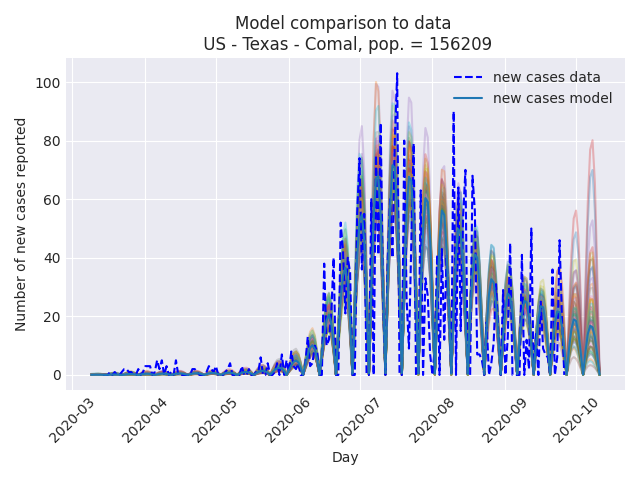 Model comparison to data
US - Texas - Comal, pop. = 156209
new cases data
new cases model
Number of new cases reported
100
80
60
40
20
0
2020-03
2020-04
2020-05
2020-06
2020-07
2020-08
2020-09
2020-10
Day